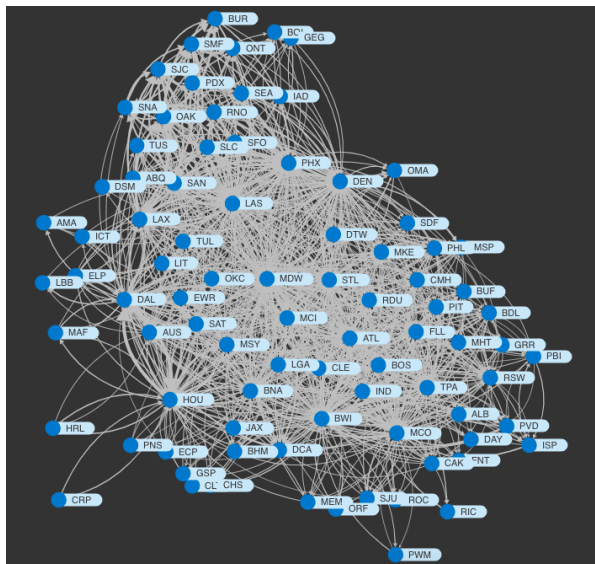 BUR
GEG
SMF
ONT
SJC
PDX
SEA
IAD
SNA
OAK
RNO
TUS
SLC
SFO
PHX
OMA
DSM
ABQ
SAN
DEN
LAS
AMA
ICT
LAX
SDF
DTW
TUL
PHL
MSP
MKE
LBB
ELP
LIT
OKC
MDW
STL
CMH
BUF
DAL
EWR
RDU
PIT
BDL
MAF
AUS
SAT
MCI
FLL
MSY
ATL
MHT
GRR
PBI
LGA
CLE
BOS
RSW
BNA
IND
TPA
HOU
BWI
ALB
PVD
HRL
JAX
MCO
DAY
ISP
PNS
ECP
BHM
DCA
CAK
GSP
CHS
CRP
MEM
ORF
SJU
ROC
RIC
PWM